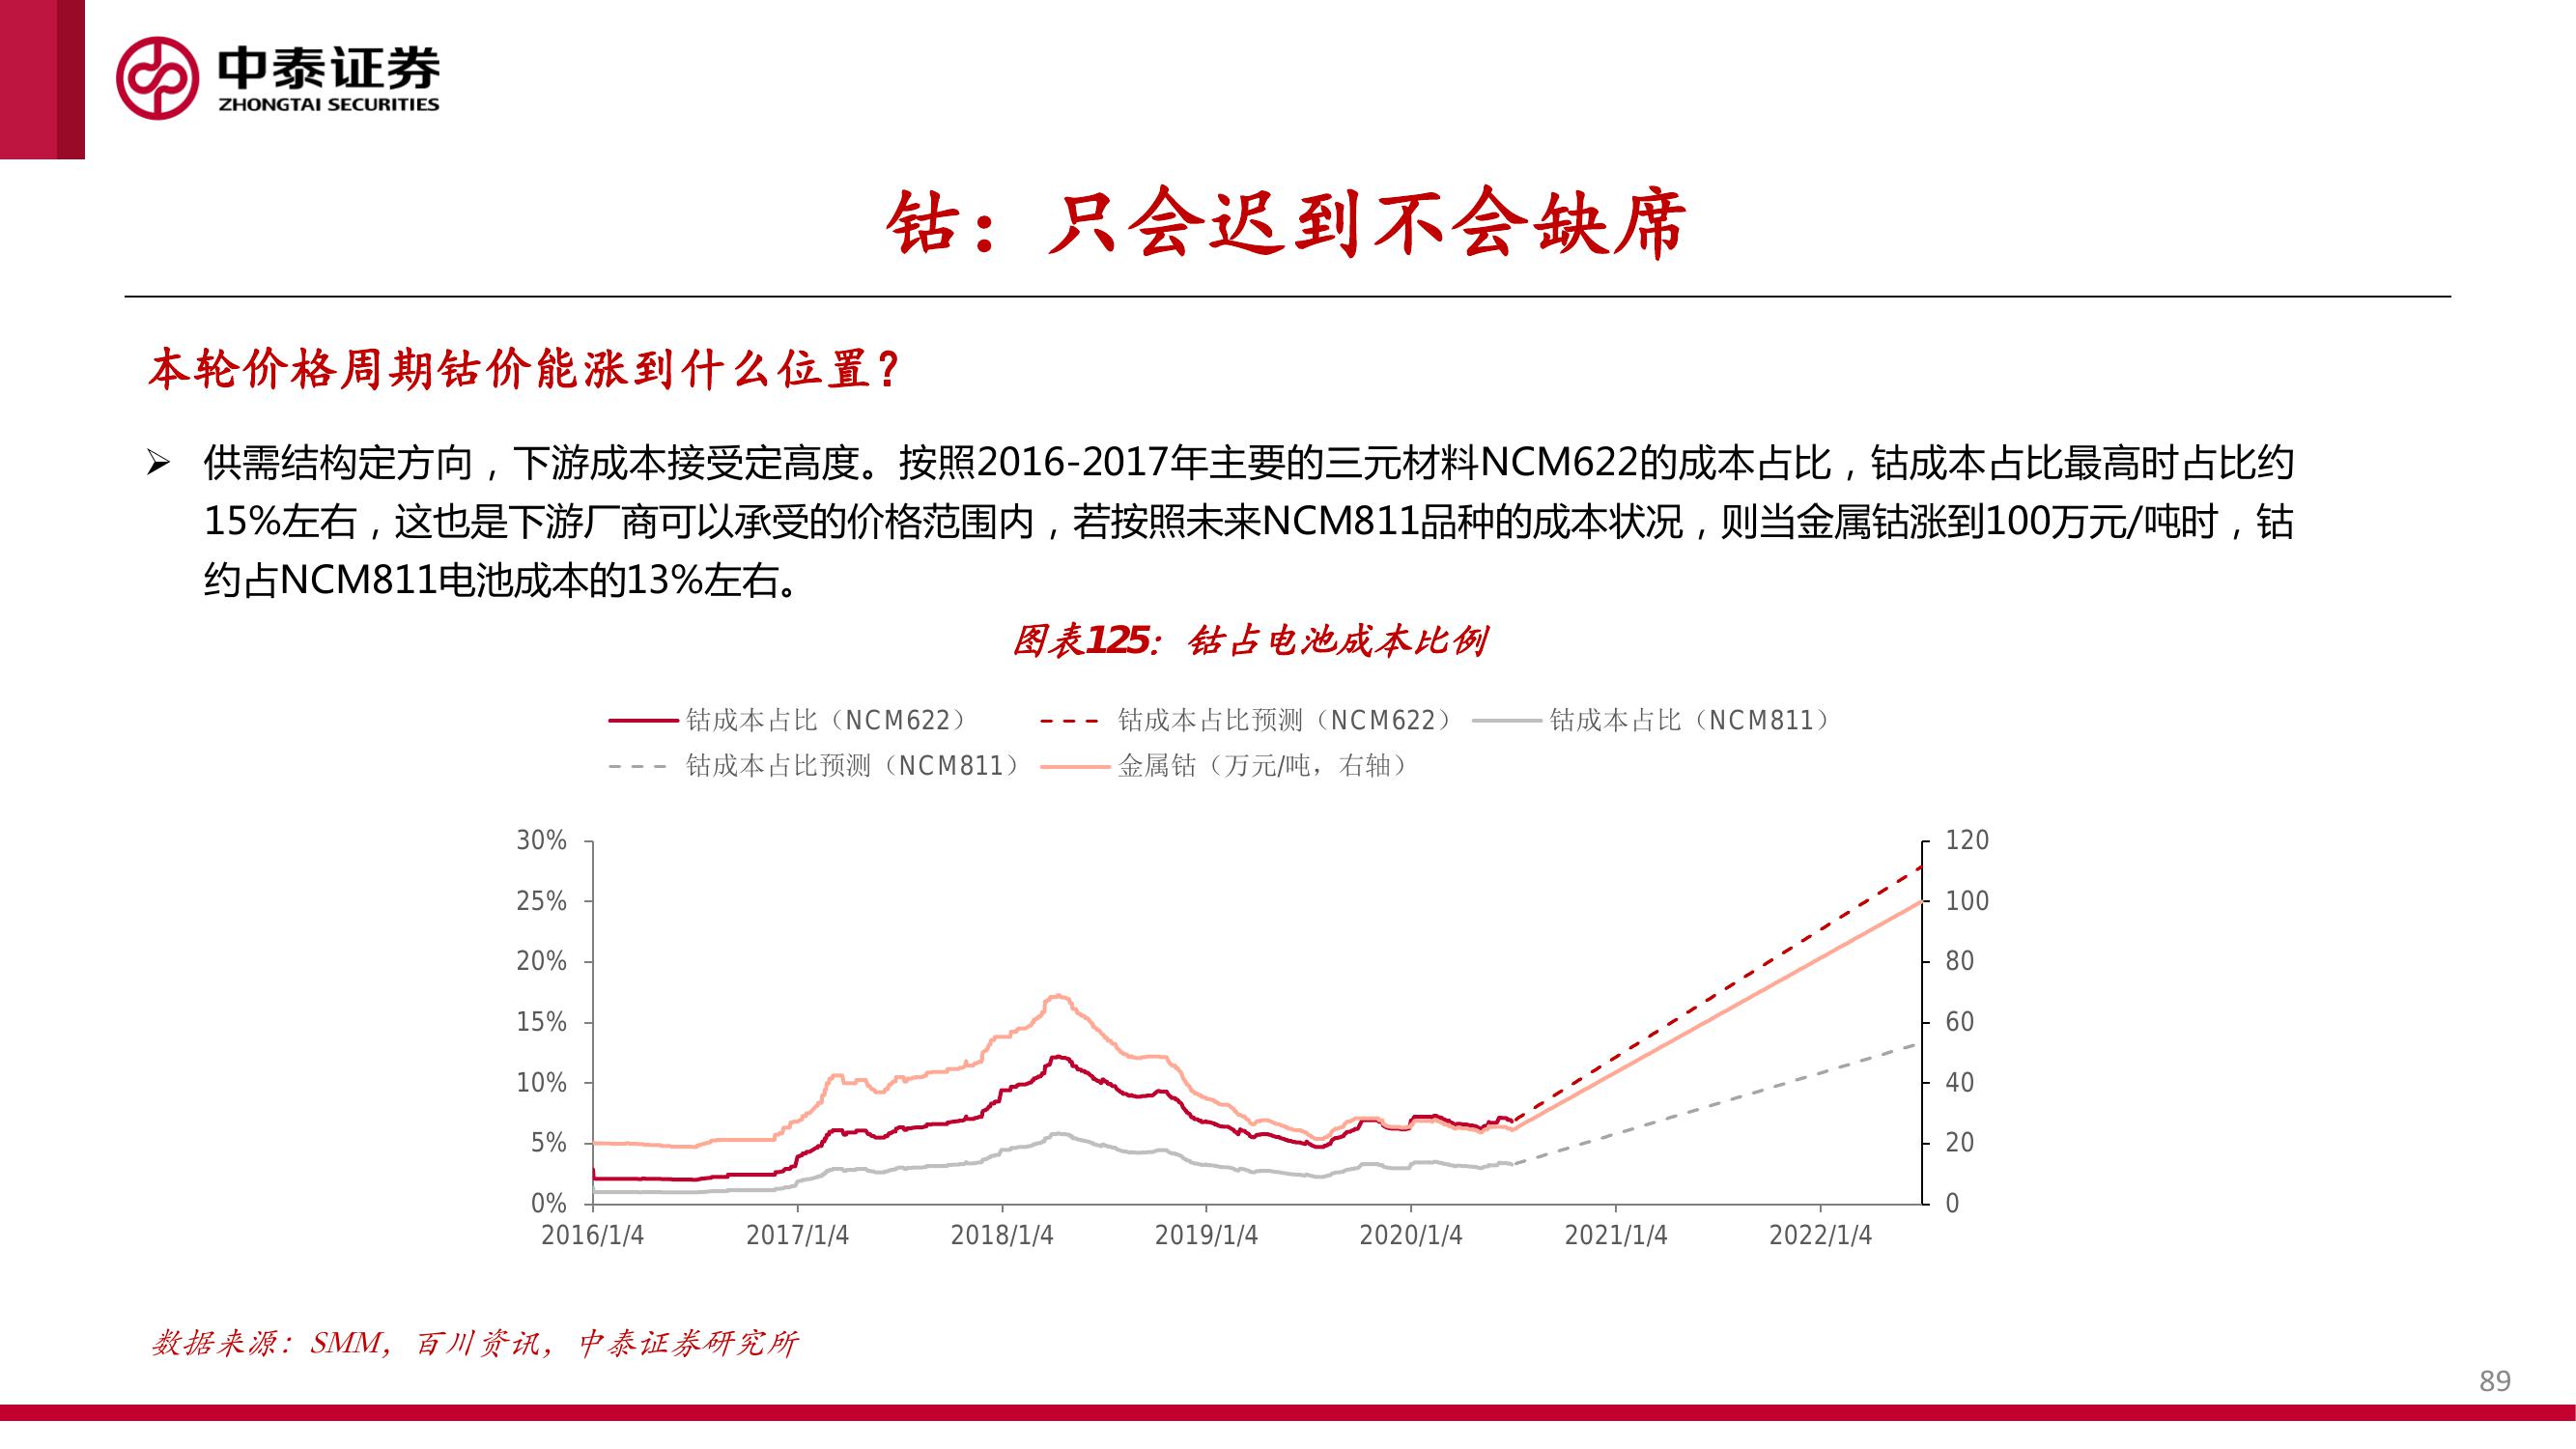 中泰证券
ZHONGTAI SECURITIES
钴：只会迟到不会缺席
本轮价格周期钴价能涨到什么位置？
➢ 供需结构定方向，下游成本接受定高度。按照2016-2017年主要的三元材料NCM622的成本占比，钴成本占比最高时占比约
15%左右，这也是下游厂商可以承受的价格范围内，若按照未来NCM811品种的成本状况，则当金属钴涨到100万元/吨时，钴
约占NCM811电池成本的13%左右。
图表125：钴占电池成本比例
钴成本占比（NCM622） 钴成本占比预测（NCM622） 钴成本占比（NCM811）
钴成本占比预测（NCM811） 金属钴（万元/吨，右轴）
30% 120
25% 100
20% 80
15% 60
10% 40
5% 20
0% 0
2016/1/4 2017/1/4 2018/1/4 2019/1/4 2020/1/4 2021/1/4 2022/1/4
数据来源：SMM，百川资讯，中泰证券研究所
89